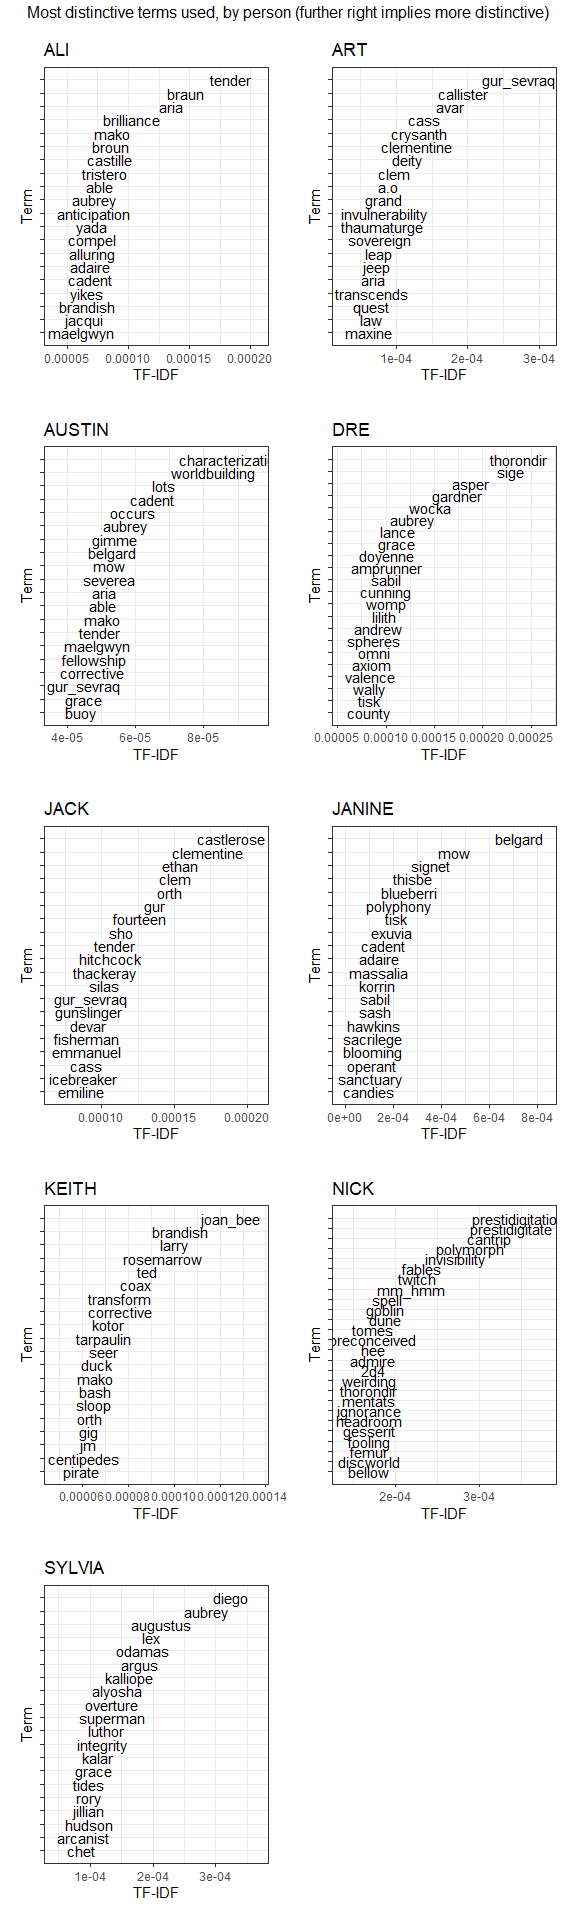 Most distinctive terms used, by person (further right implies more distinctive)
ALI
tender
braun
aria
brilliance
mako
broun
castille
tristero
able
aubrey
anticipation
yada
compel
alluring
adaire
cadent
yikes
brandish
jacqui
maelgwyn
Term
0.00005 0.00010 0.00015 0.00020
TF-IDF
ART
gur_sevraq
callister
avar
cass
crysanth
clementine
deity
clem
a.o
grand
invulnerability
thaumaturge
sovereign
leap
jeep
aria
transcends
quest
law
maxine
Term
1e-04 2e-04 3e-04
TF-IDF
AUSTIN
characterizati
worldbuilding
lots
cadent
occurs
aubrey
gimme
belgard
mow
severea
aria
able
mako
tender
maelgwyn
fellowship
corrective
gur_sevraq
grace
buoy
Term
4e-05 6e-05 8e-05
TF-IDF
DRE
thorondir
sige
asper
gardner
wocka
aubrey
lance
grace
doyenne
amprunner
sabil
cunning
womp
lilith
andrew
spheres
omni
axiom
valence
wally
tisk
county
Term
0.00005 0.00010 0.00015 0.00020 0.00025
TF-IDF
JACK
castlerose
clementine
ethan
clem
orth
gur
fourteen
sho
tender
hitchcock
thackeray
silas
gur_sevraq
gunslinger
devar
fisherman
emmanuel
cass
icebreaker
emiline
Term
0.00010 0.00015 0.00020
TF-IDF
JANINE
belgard
mow
signet
thisbe
blueberri
polyphony
tisk
exuvia
cadent
adaire
massalia
korrin
sabil
sash
hawkins
sacrilege
blooming
operant
sanctuary
candies
Term
0e+00 2e-04 4e-04 6e-04 8e-04
TF-IDF
KEITH
joan_bee
brandish
larry
rosemarrow
ted
coax
transform
corrective
kotor
tarpaulin
seer
duck
mako
bash
sloop
orth
gig
jm
centipedes
pirate
Term
0.00006 0.00008 0.00010 0.00012 0.00014
TF-IDF
NICK
prestidigitatio
prestidigitate
cantrip
polymorph
invisibility
fables
twitch
mm_hmm
spell
goblin
dune
tomes
preconceived
hee
admire
2d4
weirding
thorondir
mentats
ignorance
headroom
gesserit
fooling
femur
discworld
bellow
Term
2e-04 3e-04
TF-IDF
SYLVIA
diego
aubrey
augustus
lex
odamas
argus
kalliope
alyosha
overture
superman
luthor
integrity
kalar
grace
tides
rory
jillian
hudson
arcanist
chet
Term
1e-04 2e-04 3e-04
TF-IDF